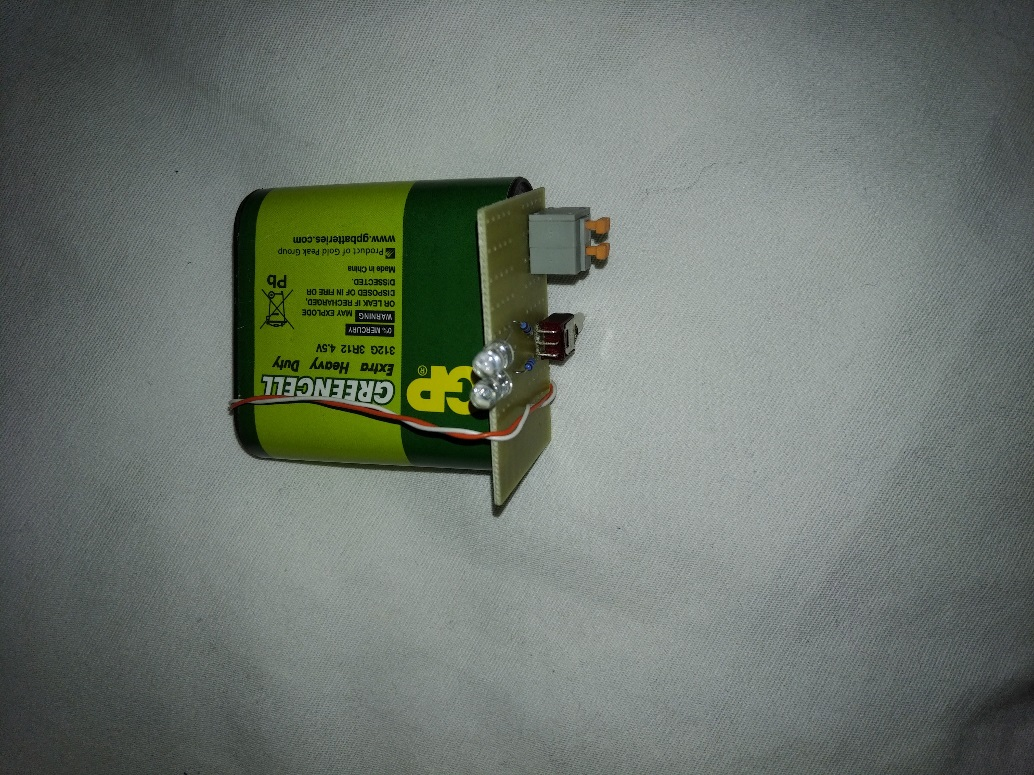 GP®
GREENCELL
Extra Heavy Duty
312G 3R12 4.5V
0% MERCURY
WARNING MAY EXPLODE
OR LEAK IF RECHARGED,
DISPOSED OF IN FIRE OR
DISSECTED.
Made in China
Product of Gold Peak Group
www.gpbatteries.com
Pb